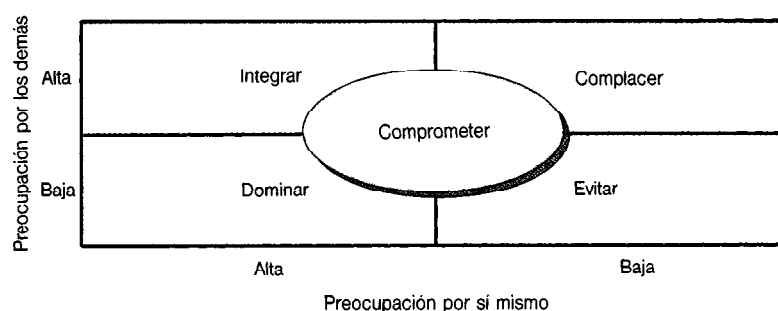 Preocupación por los demás
Alta
Integrar
Complacer
Comprometer
Baja
Dominar
Evitar
Alta
Baja
Preocupación por sí mismo